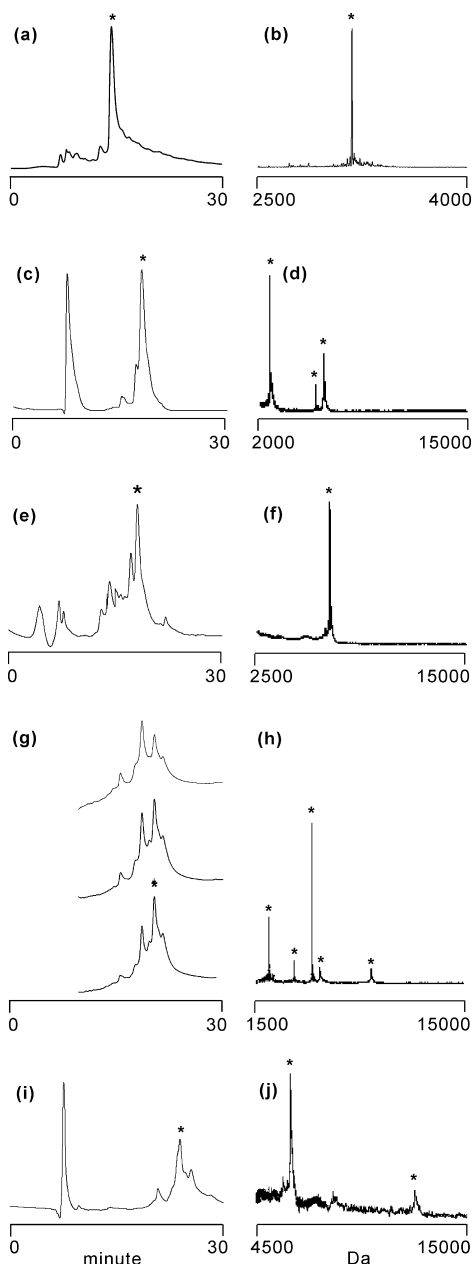 (a) * (b) *
0 30 2500 4000
(c) * * (d) * *
0 30 2000 15000
(e) * (f) *
0 30 2500 15000
(g) (h) * * * * * *
0 30 1500 15000
(i) * * (j) *
0 30 4500 15000
minute Da